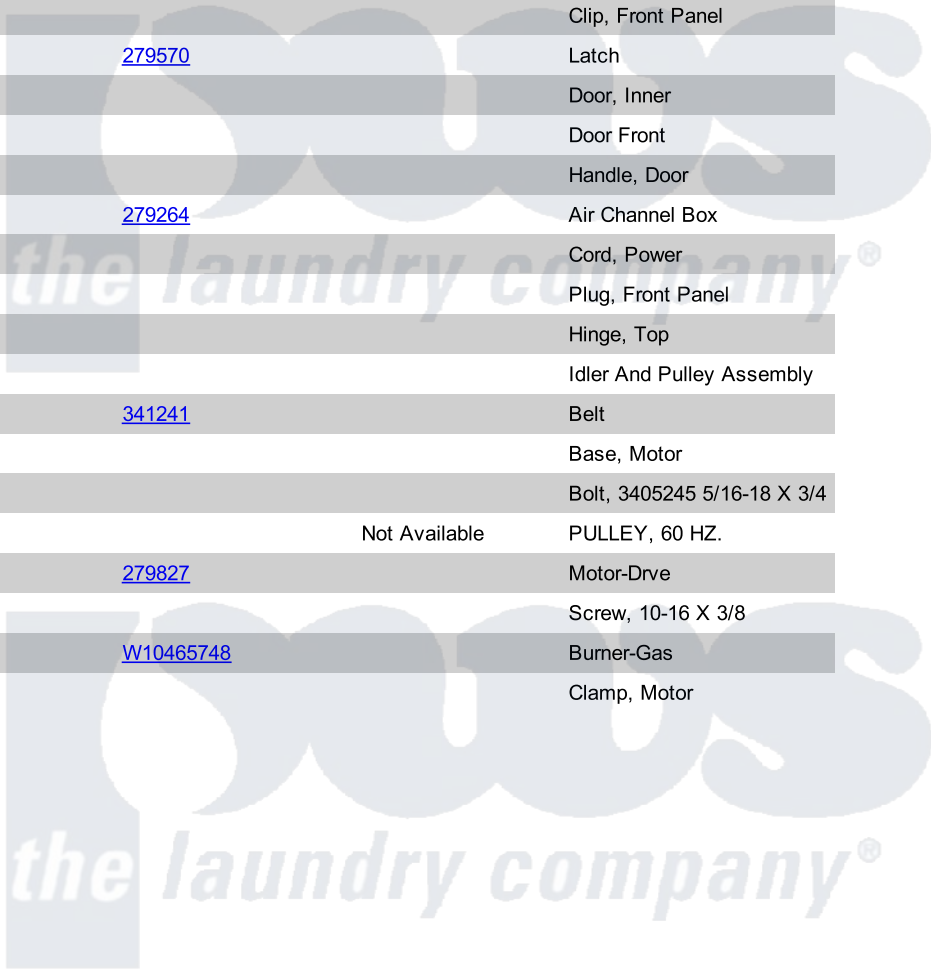 Clip, Front Panel
279570 Latch
Door, Inner
Door Front
Handle, Door
279264 Air Channel Box
Cord, Power
Plug, Front Panel
Hinge, Top
Idler And Pulley Assembly
341241 Belt
Base, Motor
Bolt, 3405245 5/16-18 X 3/4
Not Available PULLEY, 60 HZ.
279827 Motor-Drve
Screw, 10-16 X 3/8
W10465748 Burner-Gas
Clamp, Motor
pws
the laundry company®
pws
the laundry company®